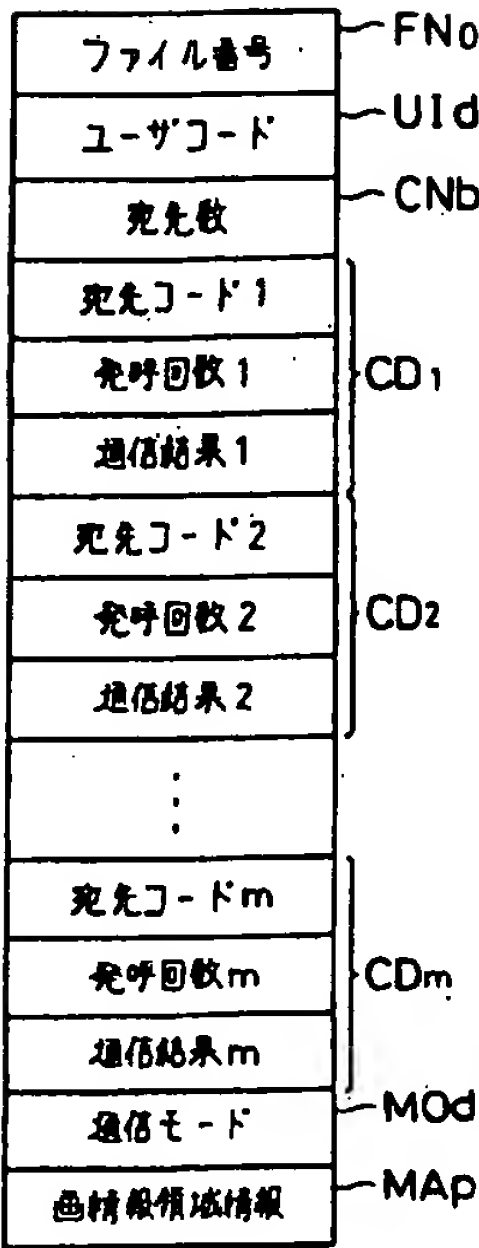 ファイル番号 FNo
ユーザコード UId
宛先数 CNb
宛先コード1
発呼回数1 CD1
通信結果1
宛先コード2
発呼回数2 CD2
通信結果2
宛先コードm
発呼回数m CDm
通信結果m
通信モード MOd
画情報領域情報 MAp